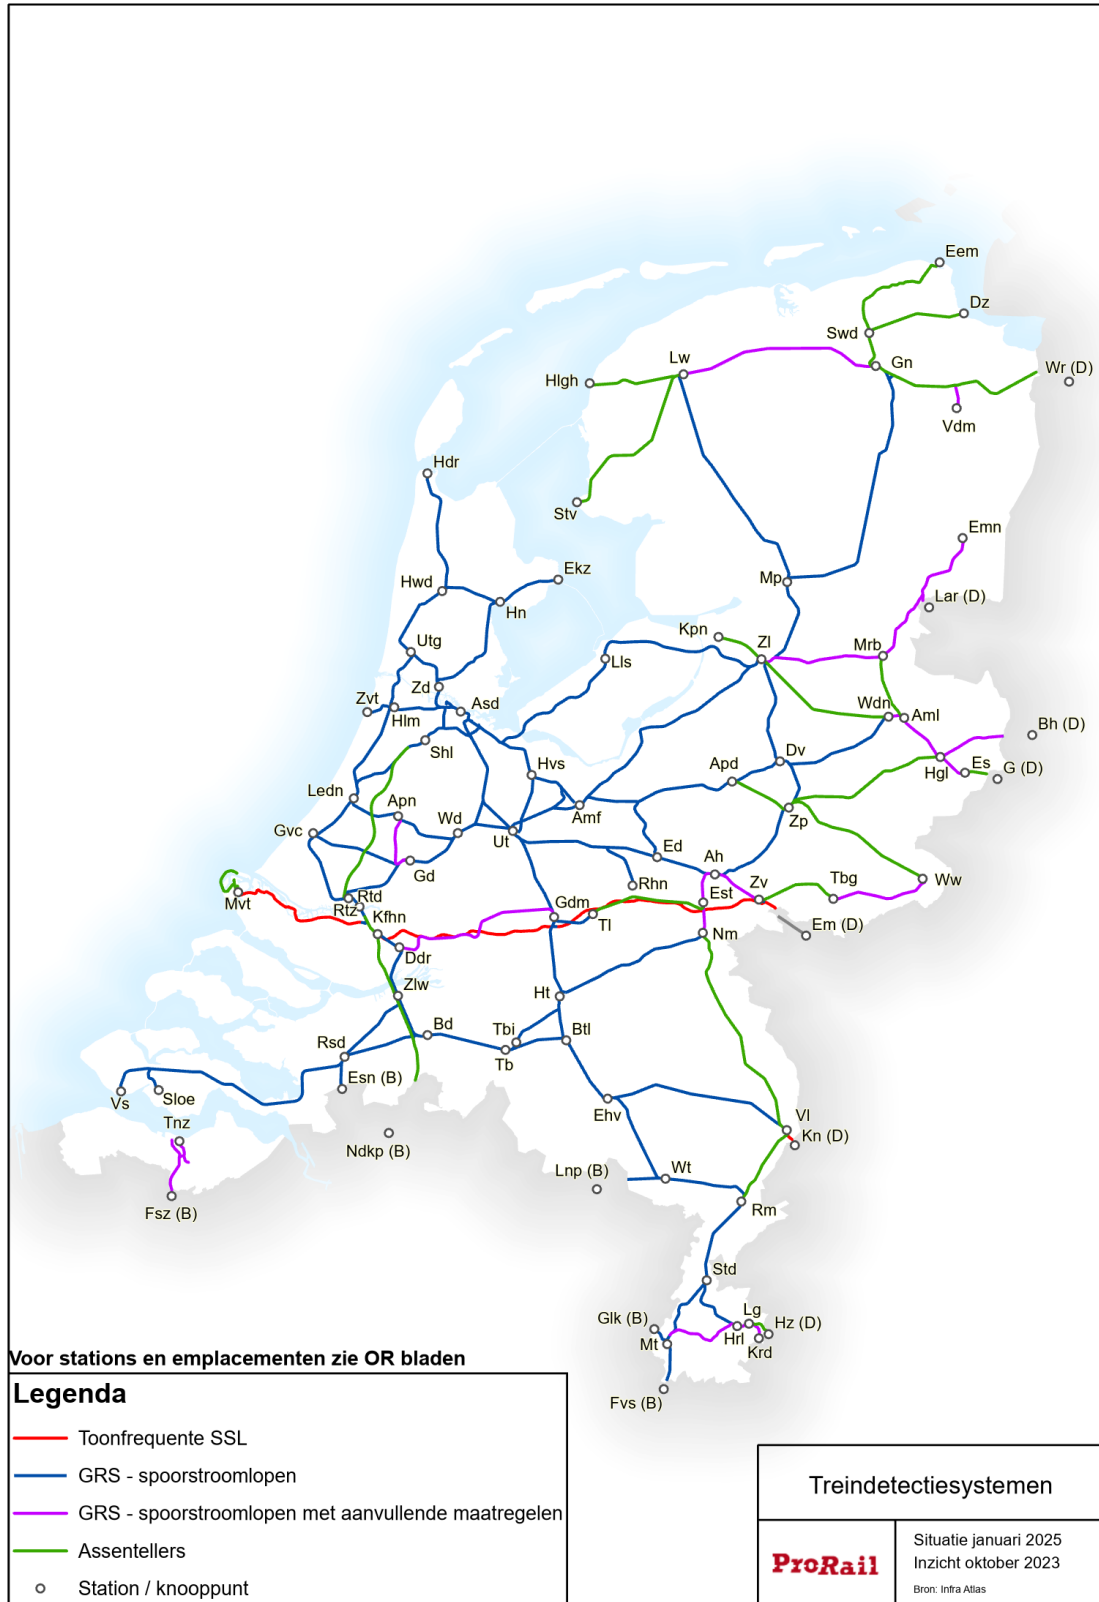 Eem
Dz
Swd
Gn
Lw
Hlgh
Wr (D)
Vdm
Hdr
Stv
Emn
Ekz
Mp
Hwd
Hn
Lar (D)
Kpn
Utg
Zl
Mrb
Lls
Zd
Zvt
Asd
Wdn
Hlm
Aml
Bh (D)
Shl
Dv
Hvs
Apd
Hgl
Es
G (D)
Ledn
Apn
Amf
Zp
Gvc
Wd
Ut
Ed
Ah
Gd
Rhn
Zv
Tbg
Ww
Mvt
Rtd
Rtz
Est
Gdm
Kfhn
Tl
Em (D)
Nm
Ddr
Zlw
Ht
Bd
Tbi
Btl
Rsd
Tb
Esn (B)
Vs
Sloe
Ehv
Tnz
Vl
Kn (D)
Ndkp (B)
Lnp (B)
Wt
Fsz (B)
Rm
Std
Glk (B)
Lg
Hz (D)
Mt
Hrl
Krd
Fvs (B)
Voor stations en emplacementen zie OR bladen
Legenda
Toonfrequente SSL
GRS - spoorstroomlopen
GRS - spoorstroomlopen met aanvullende maatregelen
Assentellers
Station / knooppunt
Treindetectiesystemen
ProRail
Situatie januari 2025
Inzicht oktober 2023
Bron: Infra Atlas